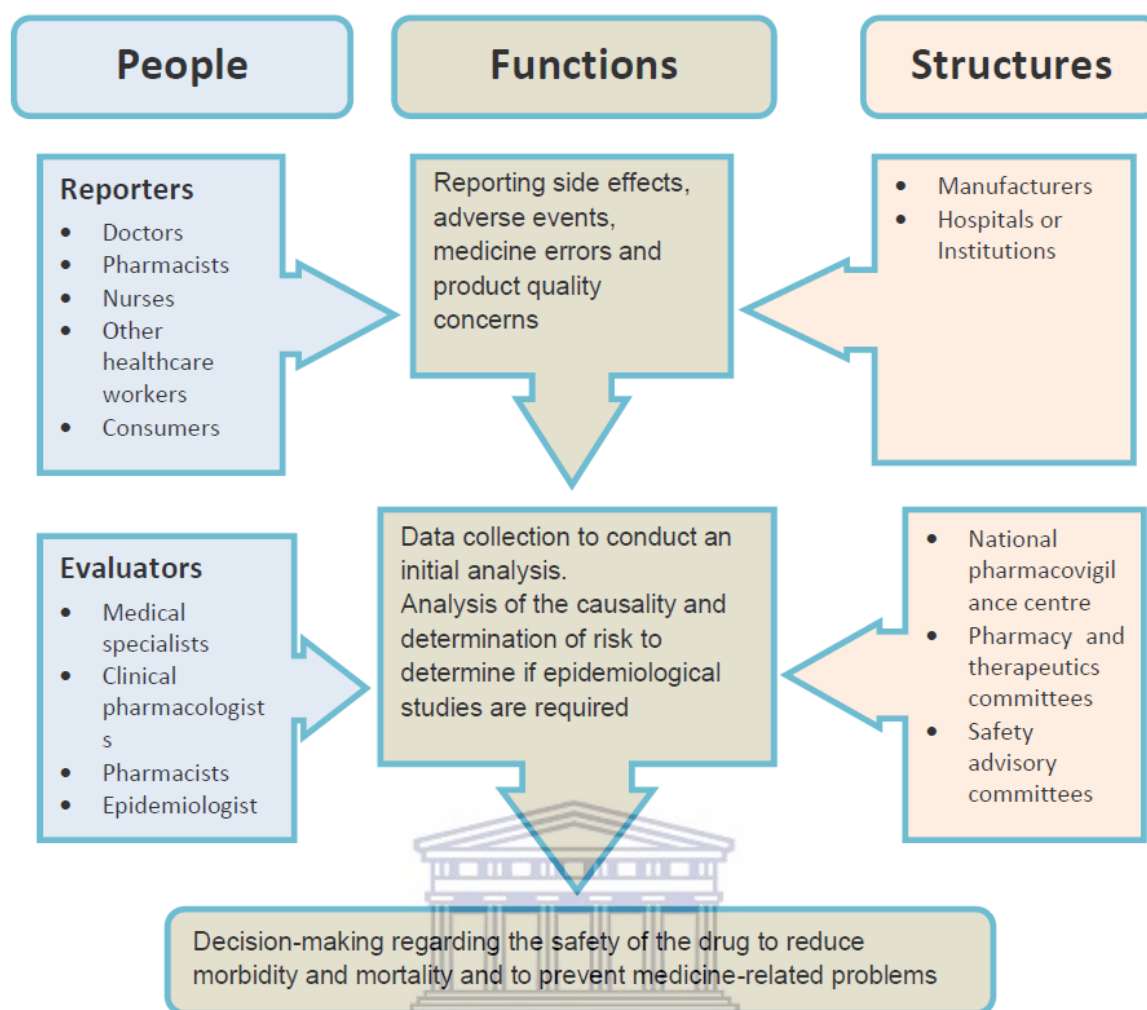 People
Functions
Structures
Reporters
• Doctors
• Pharmacists
• Nurses
• Other
healthcare
workers
• Consumers
Reporting side effects,
adverse events,
medicine errors and
product quality
concerns
• Manufacturers
• Hospitals or
Institutions
Evaluators
• Medical
specialists
• Clinical
pharmacologist
s
• Pharmacists
• Epidemiologist
Data collection to conduct an
initial analysis.
Analysis of the causality and
determination of risk to
determine if epidemiological
studies are required
• National
pharmacovigil
ance centre
• Pharmacy and
therapeutics
committees
• Safety
advisory
committees
Decision-making regarding the safety of the drug to reduce
morbidity and mortality and to prevent medicine-related problems